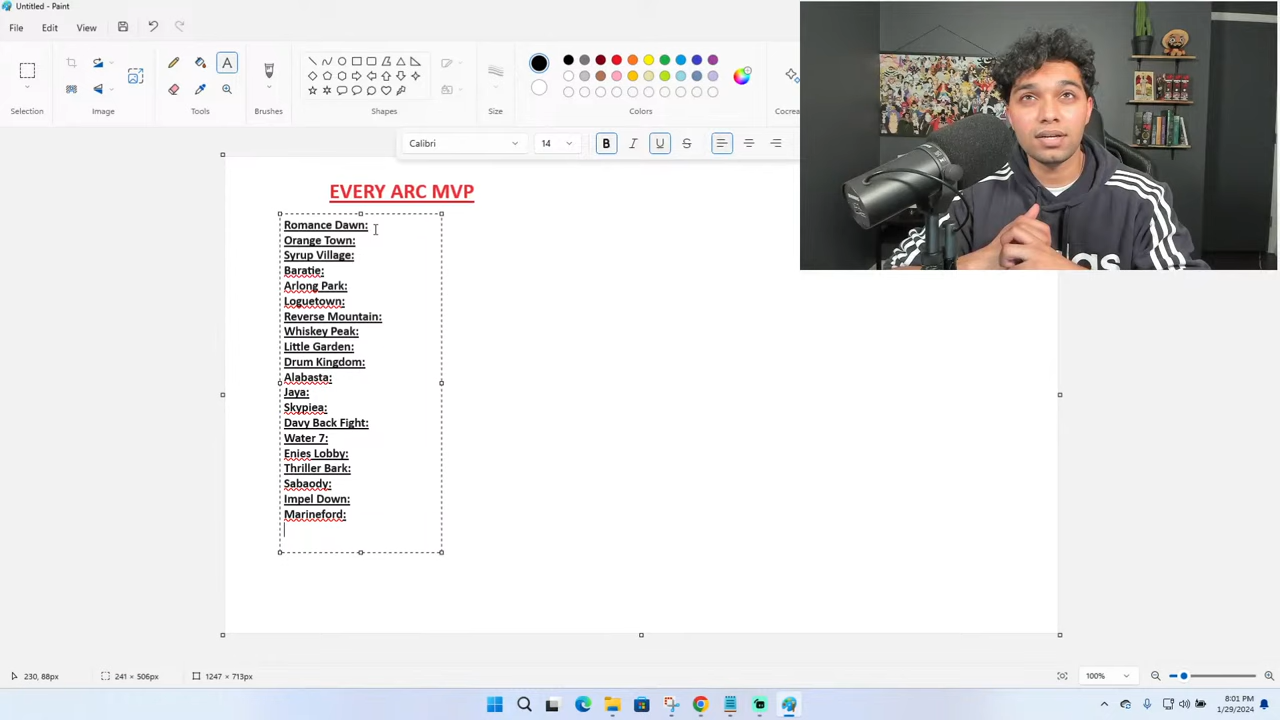 Untitled - Paint
File Edit View
Selection
Image
Tools
Brushes
Shapes
Size
Colors
Cocrea
Calibri 14 B I U S
EVERY ARC MVP
Romance Dawn:
Orange Town:
Syrup Village:
Baratie:
Arlong Park:
Loguetown:
Reverse Mountain:
Whiskey Peak:
Little Garden:
Drum Kingdom:
Alabasta:
Jaya:
Skypiea:
Davy Back Fight:
Water 7:
Enies Lobby:
Thriller Bark:
Sabaody:
Impel Down:
Marineford:
230, 88px
241 × 506px
1247 × 713px
100%
8:01 PM
1/29/2024